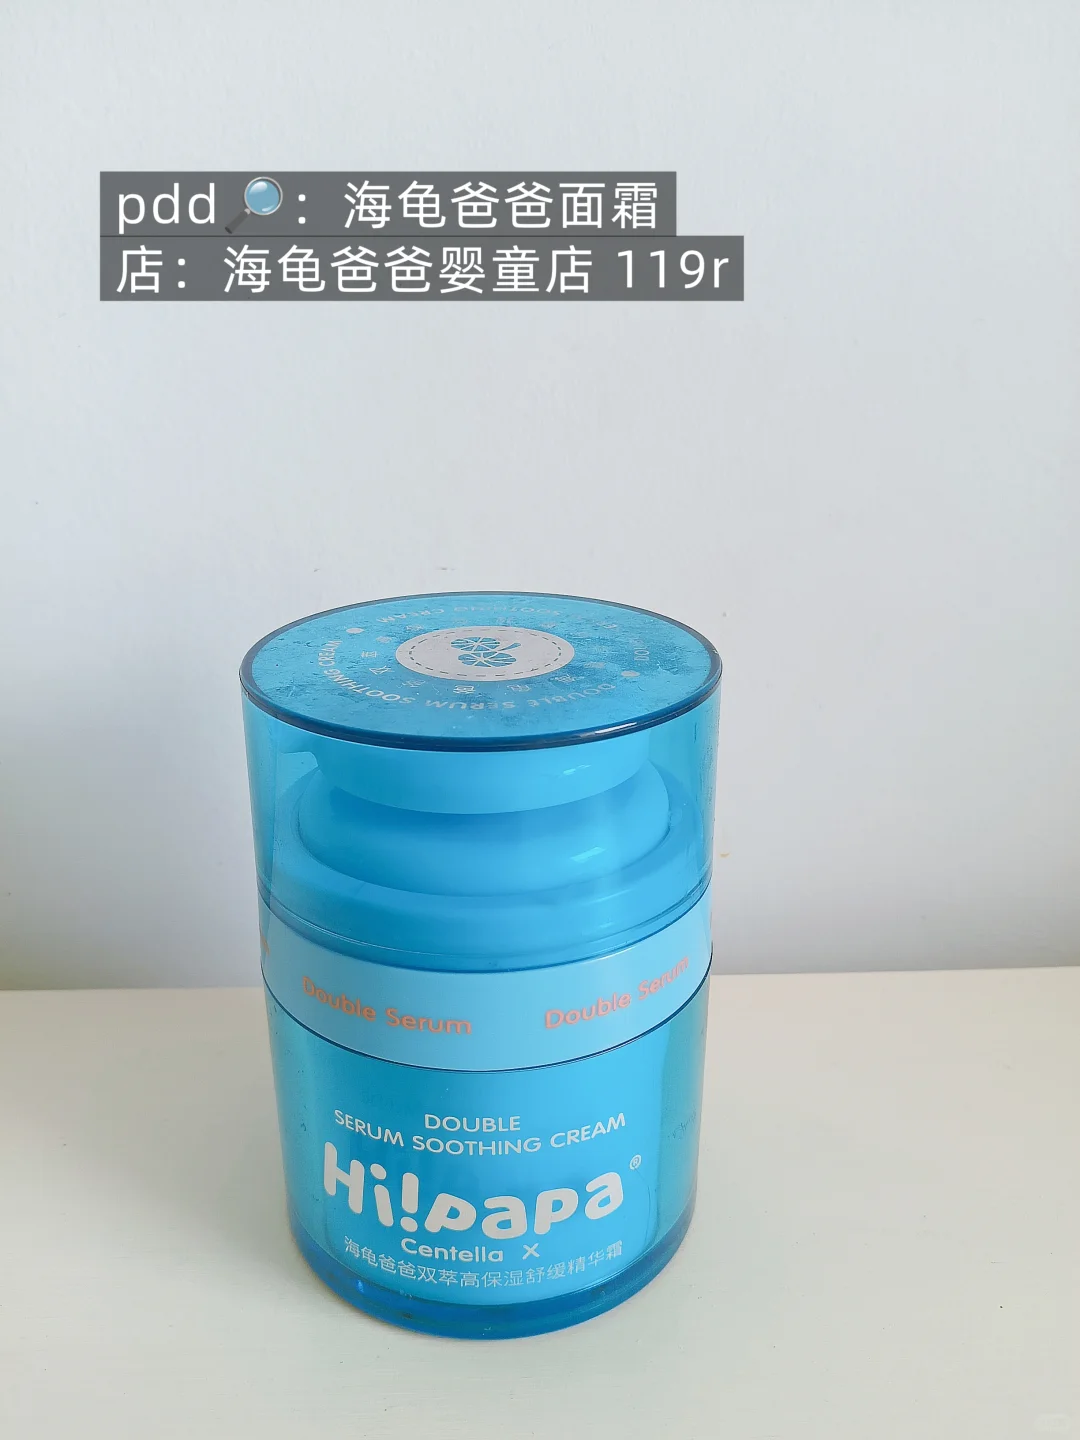 pdd🔍：海龟爸爸面霜
店：海龟爸爸婴童店 119r
SOOTHING CREAM
DOUBLE SERUM SOOTHING CREAM
Double Serum
Double Serum
DOUBLE
SERUM SOOTHING CREAM
Hi!papa®
Centella X
海龟爸爸双萃高保湿舒缓精华霜